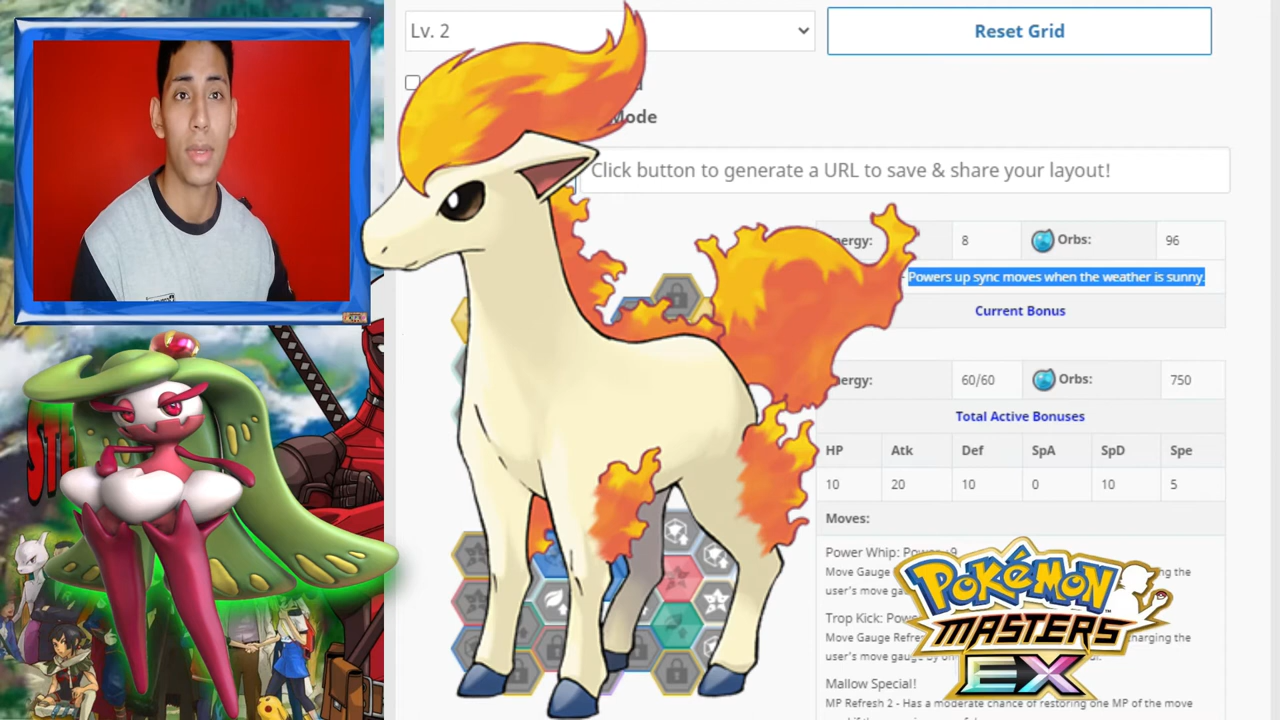 Lv. 2
Reset Grid
Mode
Click button to generate a URL to save & share your layout!
8
Orbs:
96
Powers up sync moves when the weather is sunny.
Current Bonus
60/60
Orbs:
750
Total Active Bonuses
HP Atk Def SpA SpD Spe
10 20 10 0 10 5
Moves:
Power Whip:
Move Gauge
the
user's move
Trop Kick:
Move Gauge Refre
charging the
user's move gauge
Mallow Special!
MP Refresh 2 - Has a moderate chance of restoring one MP of the move
POKÉMON
MASTERS
EX